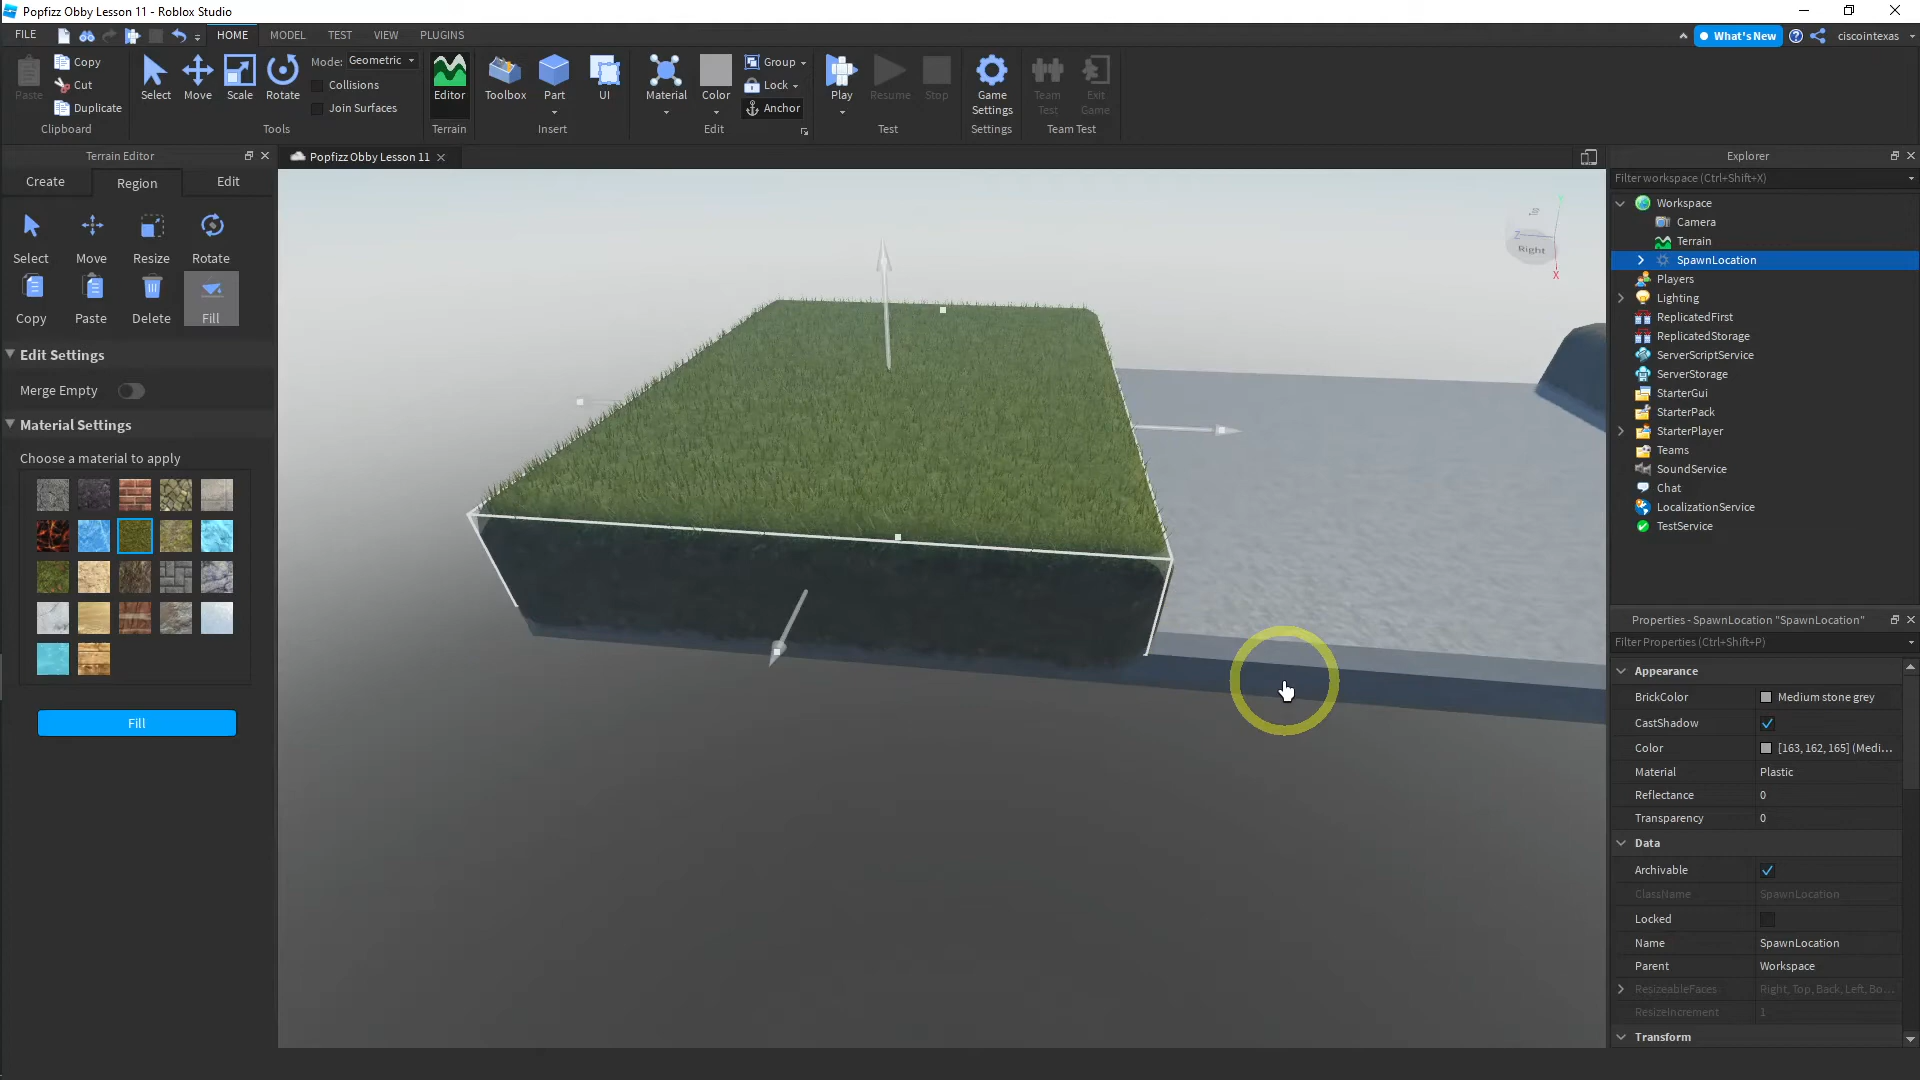 Popfizz Obby Lesson 11 - Roblox Studio
FILE HOME MODEL TEST VIEW PLUGINS What's New ciscointexas
Paste Copy Cut Duplicate Clipboard
Select Move Scale Rotate Mode: Geometric Collisions Join Surfaces Tools
Editor Terrain
Toolbox Part UI Insert
Material Color Group Lock Anchor Edit
Play Resume Stop Test
Game Settings Settings
Team Test Exit Game Team Test
Terrain Editor
Create Region Edit
Select Move Resize Rotate
Copy Paste Delete Fill
Edit Settings
Merge Empty
Material Settings
Choose a material to apply
Fill
Popfizz Obby Lesson 11
Y
Z Right
X
Explorer
Filter workspace (Ctrl+Shift+X)
Workspace
Camera
Terrain
SpawnLocation
Players
Lighting
ReplicatedFirst
ReplicatedStorage
ServerScriptService
ServerStorage
StarterGui
StarterPack
StarterPlayer
Teams
SoundService
Chat
LocalizationService
TestService
Properties - SpawnLocation "SpawnLocation"
Filter Properties (Ctrl+Shift+P)
Appearance
BrickColor Medium stone grey
CastShadow
Color [163, 162, 165] (Medi...
Material Plastic
Reflectance 0
Transparency 0
Data
Archivable
ClassName SpawnLocation
Locked
Name SpawnLocation
Parent Workspace
ResizeableFaces Right, Top, Back, Left, Bo...
ResizeIncrement 1
Transform